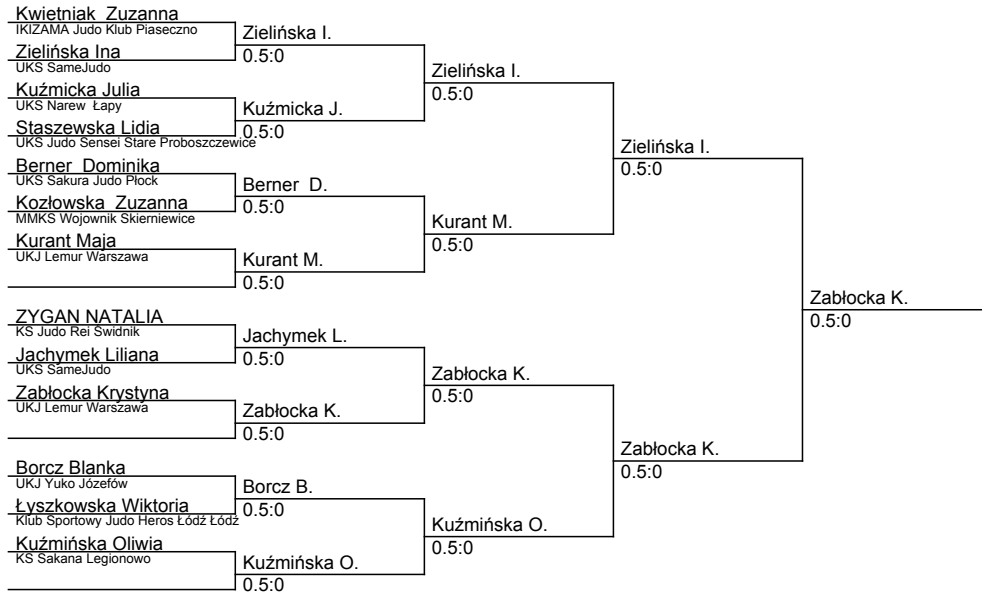 Kwietniak  Zuzanna
IKIZAMA Judo Klub Piaseczno
Zielińska I.
0.5:0
Zielińska Ina
UKS SameJudo
Zielińska I.
0.5:0
Kuźmicka Julia
UKS Narew  Łapy
Kuźmicka J.
0.5:0
Staszewska Lidia
UKS Judo Sensei Stare Proboszczewice
Zielińska I.
0.5:0
Berner  Dominika
UKS Sakura Judo Płock
Berner  D.
0.5:0
Kozłowska  Zuzanna
MMKS Wojownik Skierniewice
Kurant M.
0.5:0
Kurant Maja
UKJ Lemur Warszawa
Kurant M.
0.5:0
Zabłocka K.
0.5:0
ZYGAN NATALIA
KS Judo Rei Świdnik
Jachymek L.
0.5:0
Jachymek Liliana
UKS SameJudo
Zabłocka K.
0.5:0
Zabłocka Krystyna
UKJ Lemur Warszawa
Zabłocka K.
0.5:0
Zabłocka K.
0.5:0
Borcz Blanka
UKJ Yuko Józefów
Borcz B.
0.5:0
Łyszkowska Wiktoria
Klub Sportowy Judo Heros Łódź Łódź
Kuźmińska O.
0.5:0
Kuźmińska Oliwia
KS Sakana Legionowo
Kuźmińska O.
0.5:0